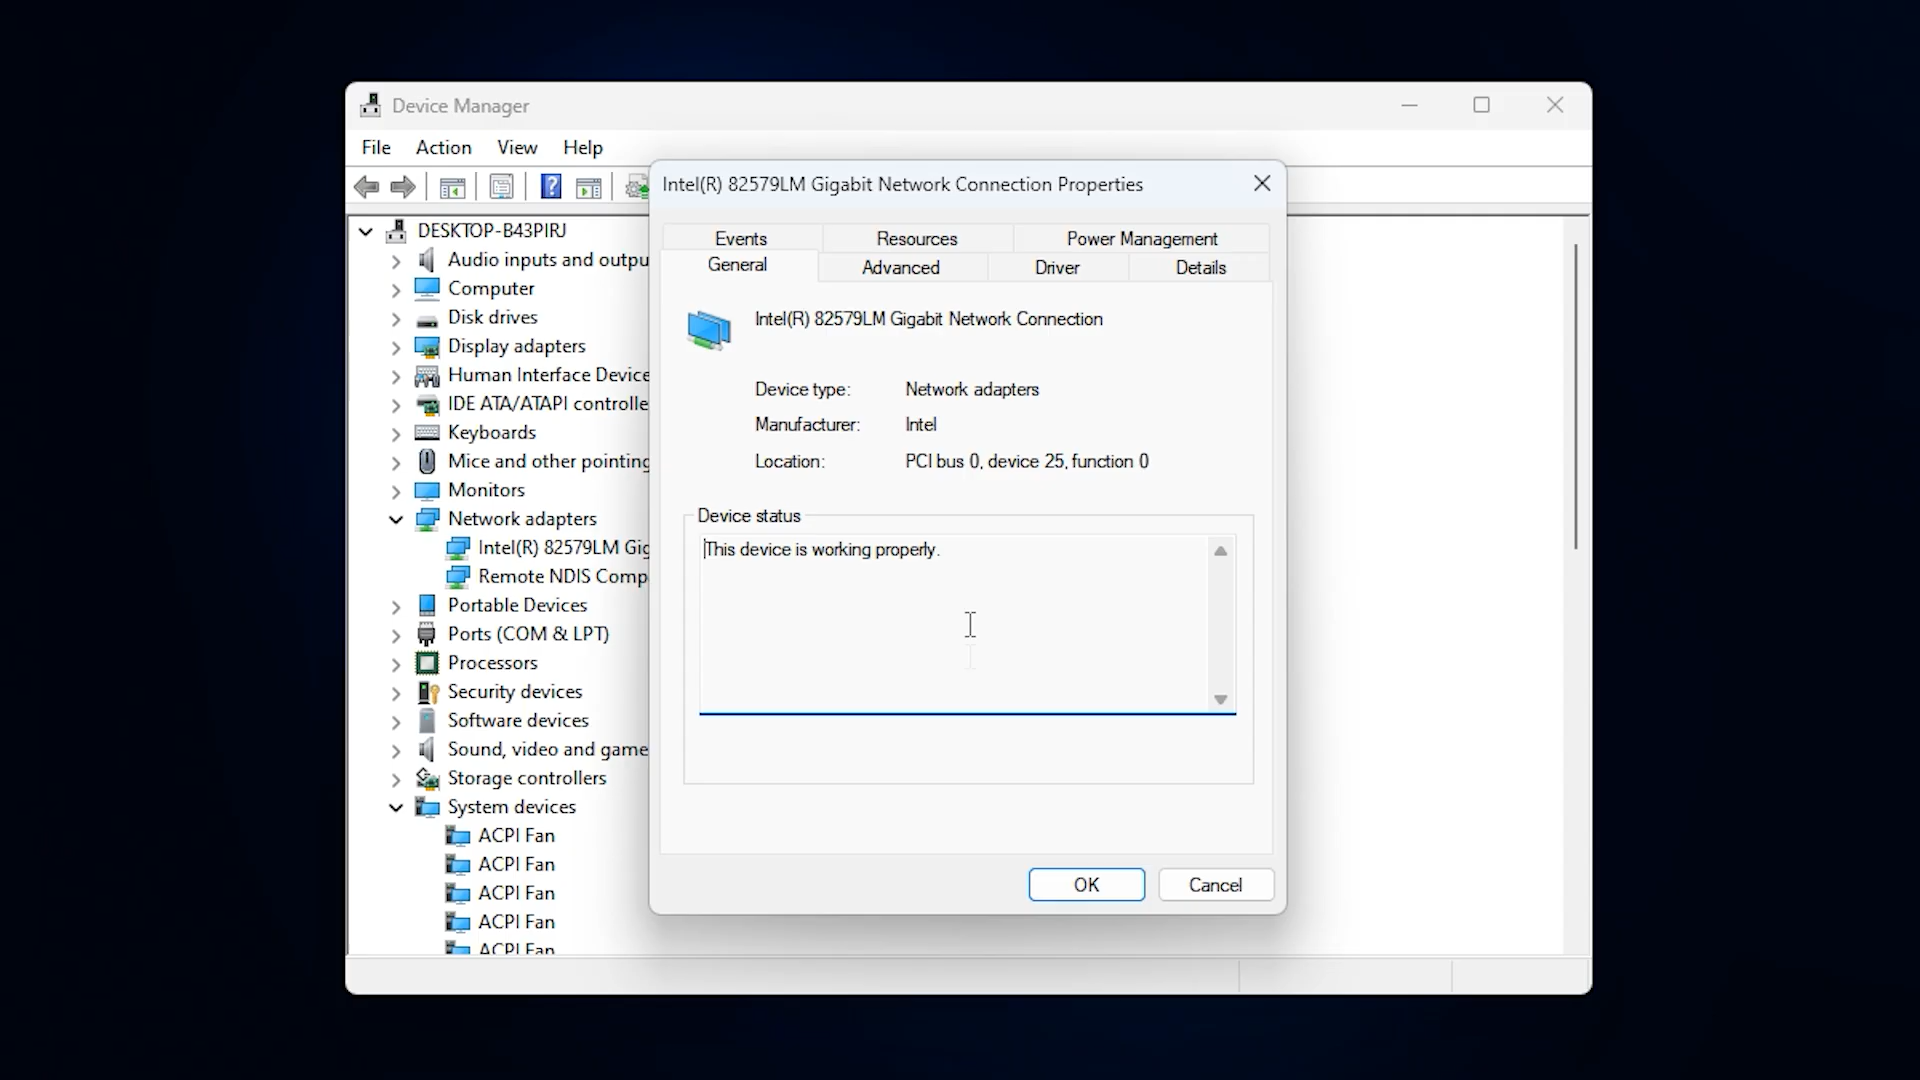 Device Manager
File Action View Help
DESKTOP-B43PIRJ
Audio inputs and outpu
Computer
Disk drives
Display adapters
Human Interface Device
IDE ATA/ATAPI controlle
Keyboards
Mice and other pointing
Monitors
Network adapters
Intel(R) 82579LM Gig
Remote NDIS Comp
Portable Devices
Ports (COM & LPT)
Processors
Security devices
Software devices
Sound, video and game
Storage controllers
System devices
ACPI Fan
ACPI Fan
ACPI Fan
ACPI Fan
ACPI Fan
Intel(R) 82579LM Gigabit Network Connection Properties
Events Resources Power Management
General Advanced Driver Details
Intel(R) 82579LM Gigabit Network Connection
Device type: Network adapters
Manufacturer: Intel
Location: PCI bus 0, device 25, function 0
Device status
This device is working properly.
OK Cancel